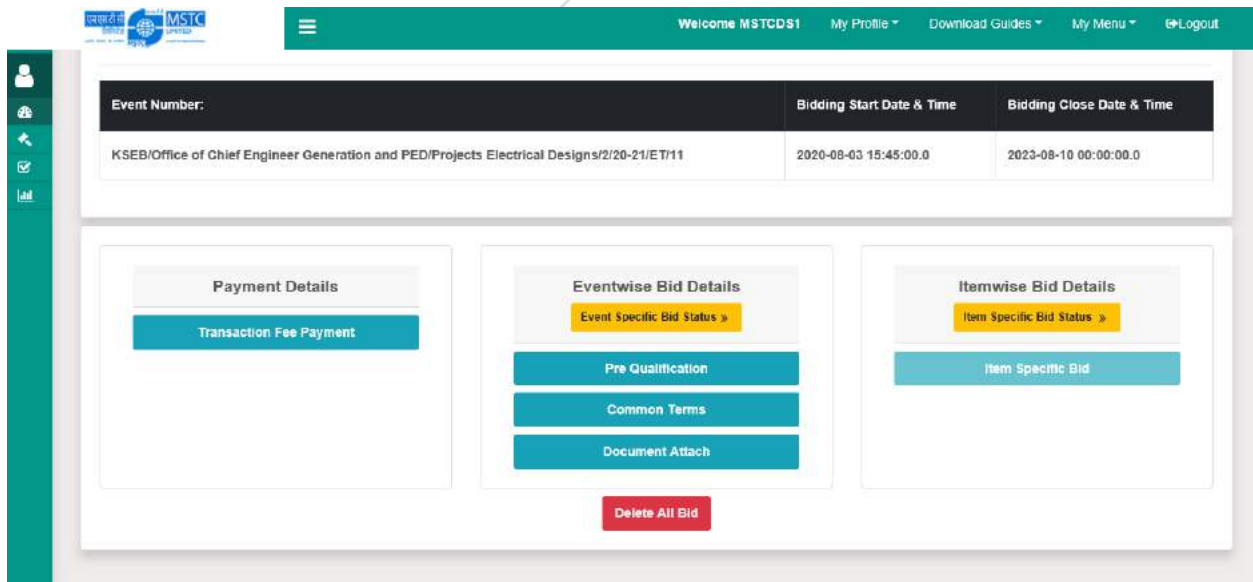 एमएसटीसी लिमिटेड MSTC LIMITED
Welcome MSTCDS1 My Profile Download Guides My Menu Logout
Event Number: Bidding Start Date & Time Bidding Close Date & Time
KSEB/Office of Chief Engineer Generation and PED/Projects Electrical Designs/2/20-21/ET/11 2020-08-03 15:45:00.0 2023-08-10 00:00:00.0
Payment Details
Transaction Fee Payment
Eventwise Bid Details
Event Specific Bid Status »
Pre Qualification
Common Terms
Document Attach
Itemwise Bid Details
Item Specific Bid Status »
Item Specific Bid
Delete All Bid